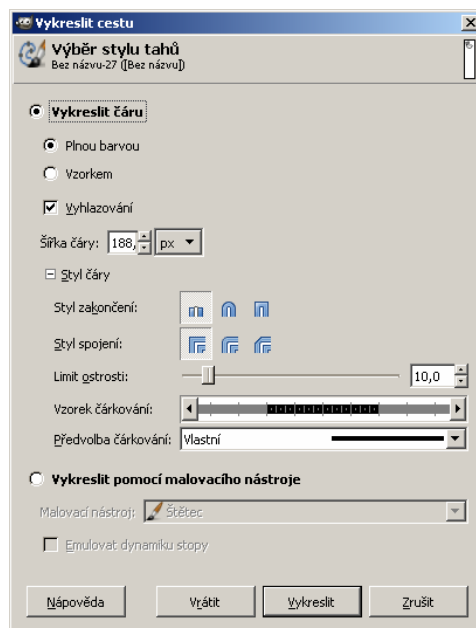 Vykreslit cestu
Výběr stylu tahů
Bez názvu-27 ([Bez názvu])
Vykreslit čáru
Plnou barvou
Vzorkem
Vyhlazování
Šířka čáry: 188, px
Styl čáry
Styl zakončení:
Styl spojení:
Limit ostrosti: 10,0
Vzorek čárkování:
Předvolba čárkování: Vlastní
Vykreslit pomocí malovacího nástroje
Malovací nástroj: Štětec
Emulovat dynamiku stopy
Nápověda Vrátit Vykreslit Zrušit